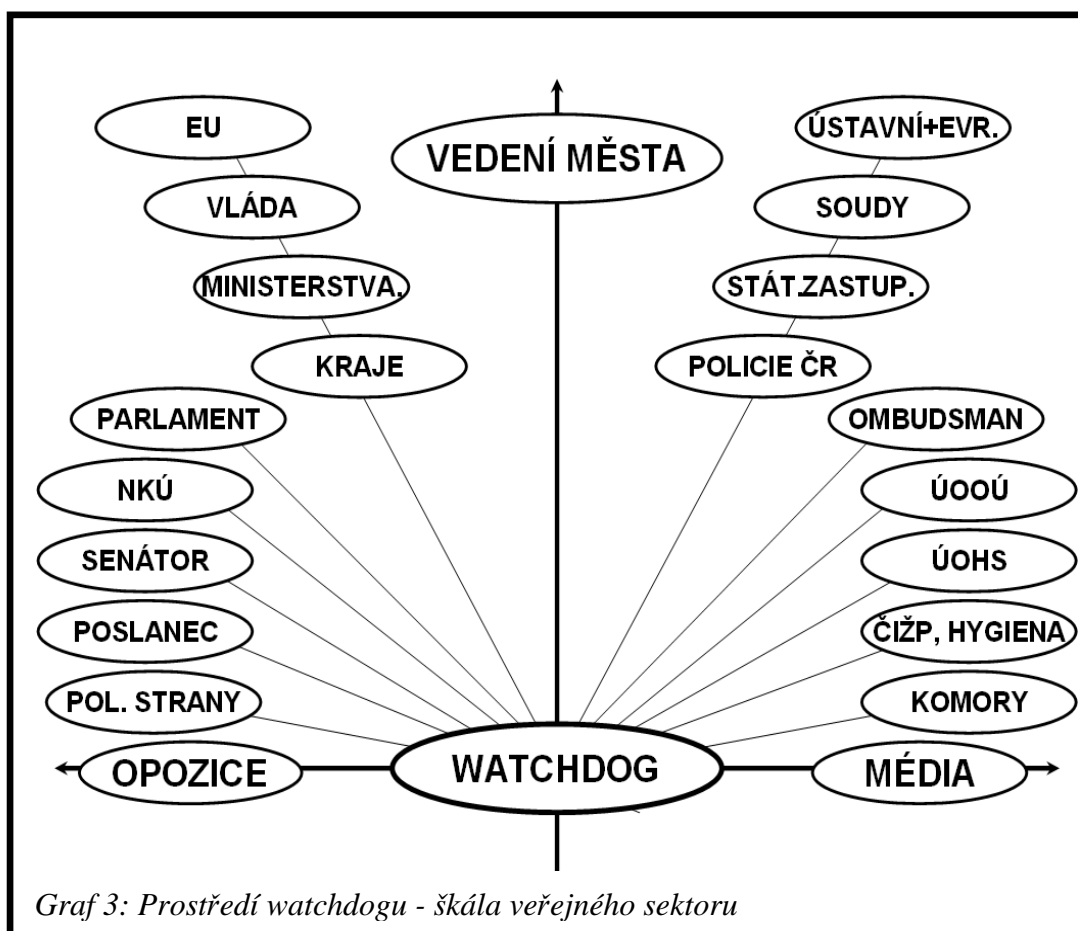 EU
ÚSTAVNÍ+EVR.
VEDENÍ MĚSTA
VLÁDA
SOUDY
MINISTERSTVA.
STÁT.ZASTUP.
KRAJE
POLICIE ČR
PARLAMENT
OMBUDSMAN
NKÚ
ÚOOÚ
SENÁTOR
ÚOHS
POSLANEC
ČIŽP, HYGIENA
POL. STRANY
KOMORY
OPOZICE
WATCHDOG
MÉDIA
Graf 3: Prostředí watchdogu - škála veřejného sektoru